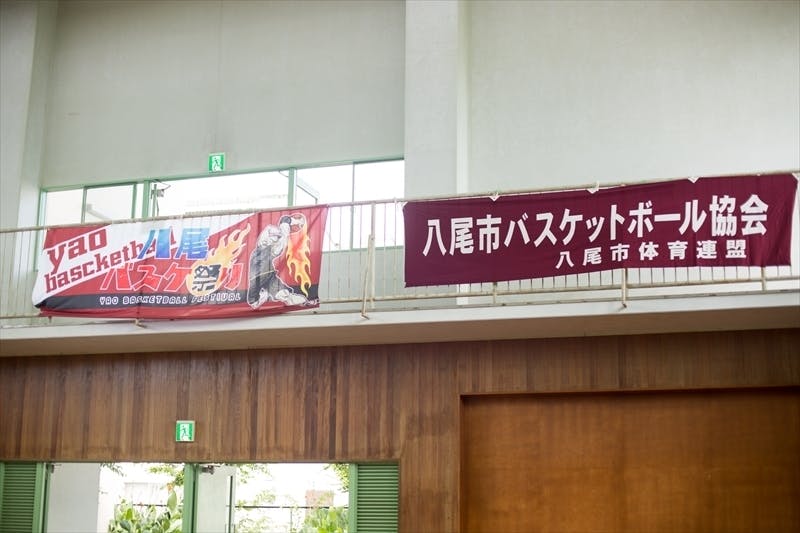 yao
bascketball
八尾
バスケ祭り
YAO BASKETBALL FESTIVAL
八尾市バスケットボール協会
八尾市体育連盟